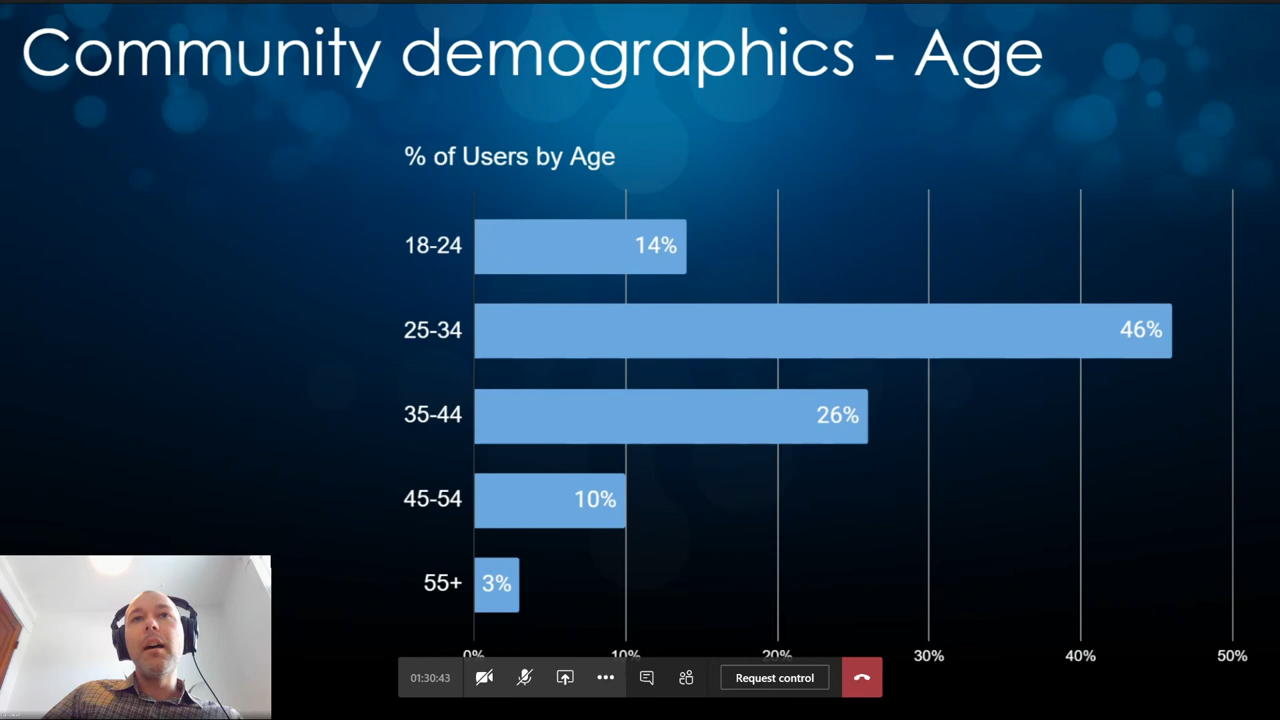 Community demographics - Age
% of Users by Age
18-24 14%
25-34 46%
35-44 26%
45-54 10%
55+ 3%
0% 10% 20% 30% 40% 50%
01:30:43 Request control